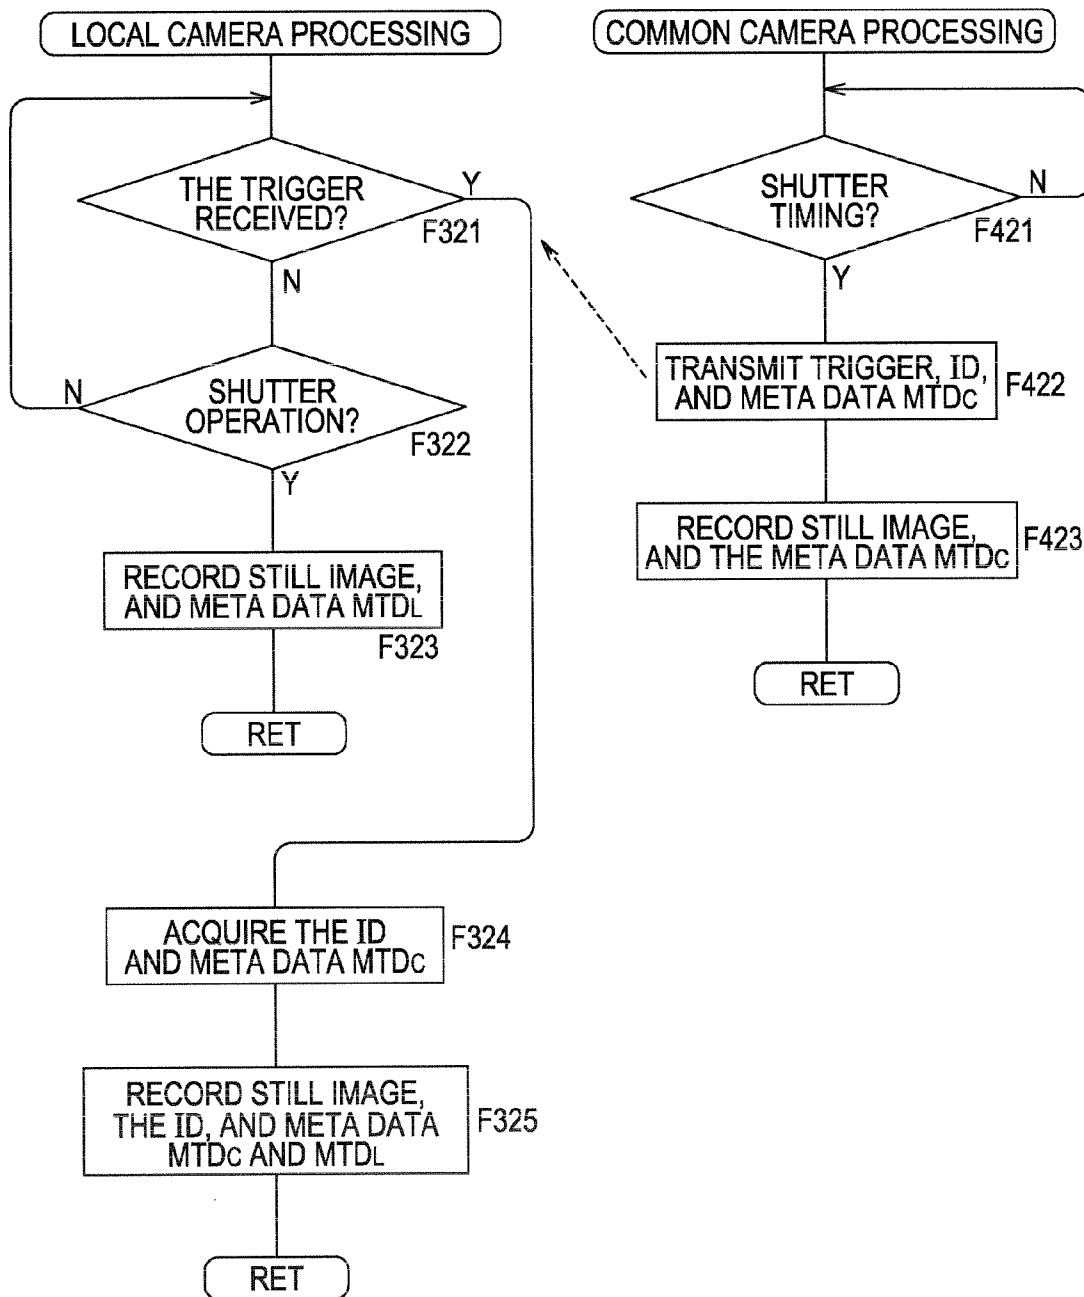 LOCAL CAMERA PROCESSING
THE TRIGGER
RECEIVED?
Y
F321
N
SHUTTER
OPERATION?
N
F322
Y
RECORD STILL IMAGE,
AND META DATA MTDL
F323
RET
ACQUIRE THE ID
AND META DATA MTDC
F324
RECORD STILL IMAGE,
THE ID, AND META DATA
MTDC AND MTDL
F325
RET
COMMON CAMERA PROCESSING
SHUTTER
TIMING?
N
F421
Y
TRANSMIT TRIGGER, ID,
AND META DATA MTDC
F422
RECORD STILL IMAGE,
AND THE META DATA MTDC
F423
RET